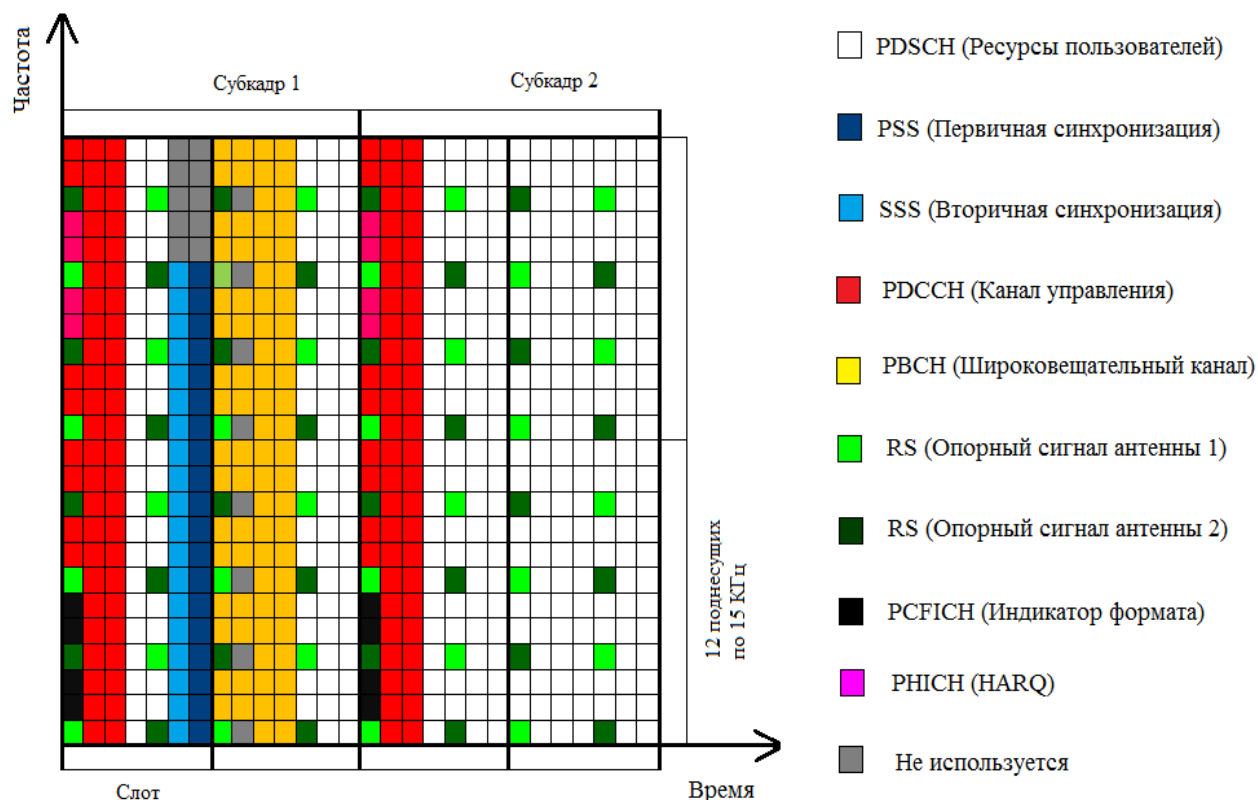 Частота
Субкадр 1
Субкадр 2
12 поднесущих
по 15 КГц
Слот
Время
PDSCH (Ресурсы пользователей)
PSS (Первичная синхронизация)
SSS (Вторичная синхронизация)
PDCCH (Канал управления)
PBCH (Широковещательный канал)
RS (Опорный сигнал антенны 1)
RS (Опорный сигнал антенны 2)
PCFICH (Индикатор формата)
PHICH (HARQ)
Не используется